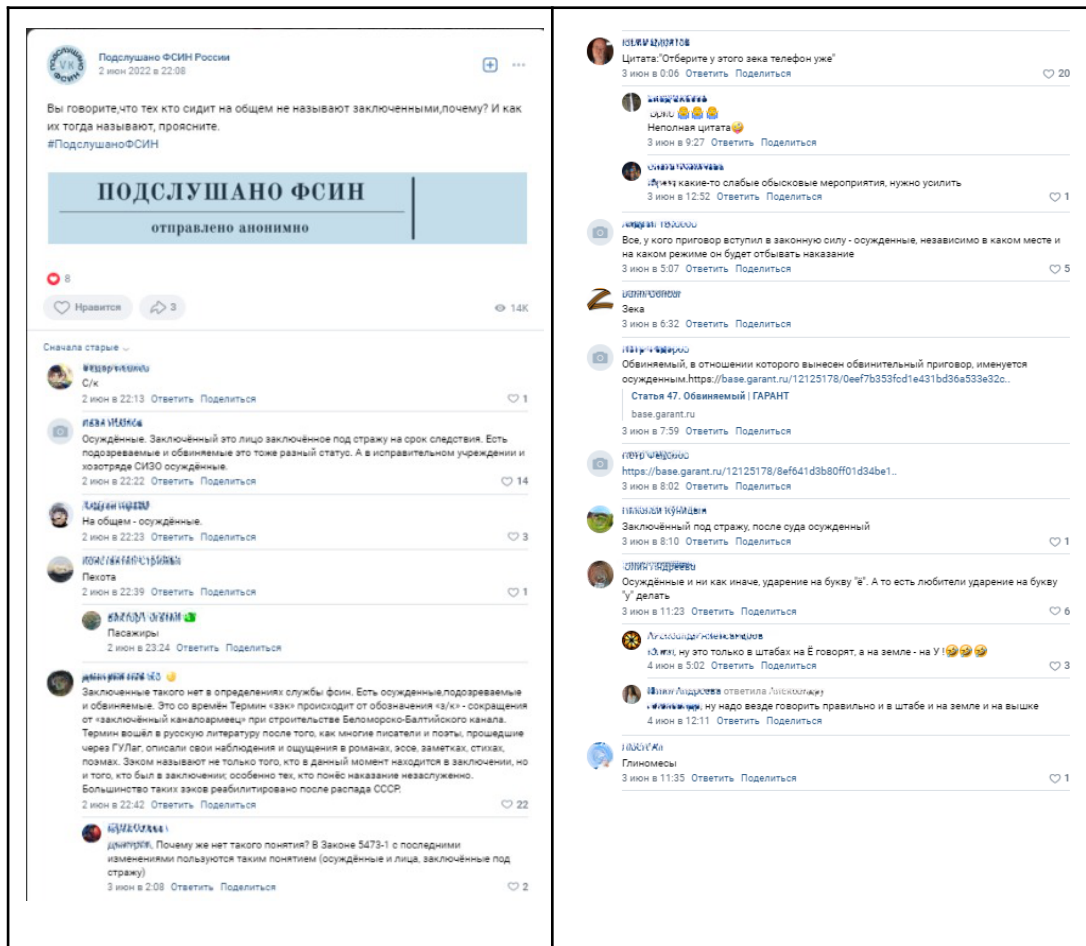 Подслушано ФСИН России
2 июн 2022 в 22:08
Вы говорите,что тех кто сидит на общем не называют заключенными,почему? И как
их тогда называют, проясните.
#ПодслушаноФСИН
ПОДСЛУШАНО ФСИН
отправлено анонимно
8
Нравится
3
14K
Сначала старые
С/к
2 июн в 22:13 Ответить Поделиться 1
Осуждённые. Заключённый это лицо заключённое под стражу на срок следствия. Есть
подозреваемые и обвиняемые это тоже разный статус. А в исправительном учреждении и
хозотряде СИЗО осуждённые.
2 июн в 22:22 Ответить Поделиться 14
На общем - осуждённые.
2 июн в 22:23 Ответить Поделиться 3
Пехота
2 июн в 22:39 Ответить Поделиться 1
Пасажиры
2 июн в 23:24 Ответить Поделиться
Заключенные такого нет в определениях службы фсин. Есть осужденные,подозреваемые
и обвиняемые. Это со времён Термин «зэк» происходит от обозначения «з/к» - сокращения
от «заключённый каналоармеец» при строительстве Беломорско-Балтийского канала.
Термин вошёл в русскую литературу после того, как многие писатели и поэты, прошедшие
через ГУЛаг, описали свои наблюдения и ощущения в романах, эссе, заметках, стихах,
поэмах. Зэком называют не только того, кто в данный момент находится в заключении, но
и того, кто был в заключении; особенно тех, кто понёс наказание незаслуженно.
Большинство таких зэков реабилитировано после распада СССР.
2 июн в 22:42 Ответить Поделиться 22
Почему же нет такого понятия? В Законе 5473-1 с последними
изменениями пользуются таким понятием (осуждённые и лица, заключённые под
стражу)
3 июн в 2:08 Ответить Поделиться 2
Цитата:"Отберите у этого зека телефон уже"
3 июн в 0:06 Ответить Поделиться 20
Неполная цитата
3 июн в 9:27 Ответить Поделиться
какие-то слабые обысковые мероприятия, нужно усилить
3 июн в 12:52 Ответить Поделиться 1
Все, у кого приговор вступил в законную силу - осужденные, независимо в каком месте и
на каком режиме он будет отбывать наказание
3 июн в 5:07 Ответить Поделиться 5
Зека
3 июн в 6:32 Ответить Поделиться
Обвиняемый, в отношении которого вынесен обвинительный приговор, именуется
осужденным.https://base.garant.ru/12125178/0eef7b353fcd1e431bd36a533e32c..
Статья 47. Обвиняемый | ГАРАНТ
base.garant.ru
3 июн в 7:59 Ответить Поделиться
https://base.garant.ru/12125178/8ef641d3b80ff01d34be1..
3 июн в 8:02 Ответить Поделиться
Заключённый под стражу, после суда осужденный
3 июн в 8:10 Ответить Поделиться 1
Осуждённые и ни как иначе, ударение на букву "ё". А то есть любители ударение на букву
"у" делать
3 июн в 11:23 Ответить Поделиться 6
ну это только в штабах на Ё говорят, а на земле - на У !
4 июн в 5:02 Ответить Поделиться 3
ответила
ну надо везде говорить правильно и в штабе и на земле и на вышке
4 июн в 12:11 Ответить Поделиться
Глиномесы
3 июн в 11:35 Ответить Поделиться 1